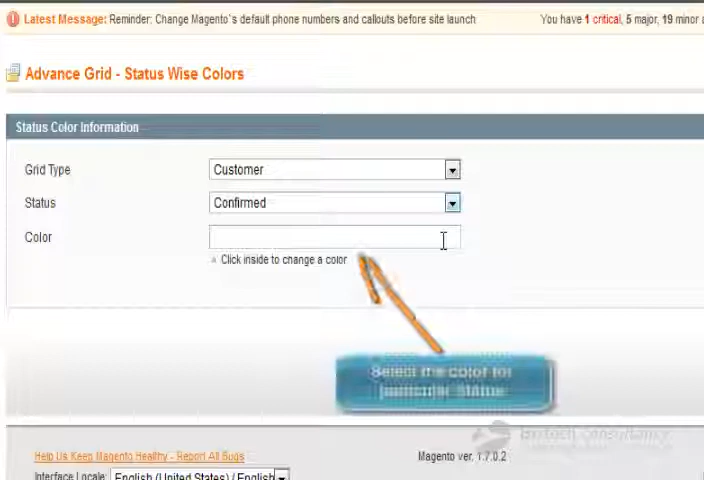 Latest Message: Reminder: Change Magento`s default phone numbers and callouts before site launch
You have 1 critical, 5 major, 19 minor a
Advance Grid - Status Wise Colors
Status Color Information
Grid Type
Customer
Status
Confirmed
Color
Click inside to change a color
Select the color for
particular Status
Help Us Keep Magento Healthy - Report All Bugs
Magento ver. 1.7.0.2
Interface Locale: English (United States) / English